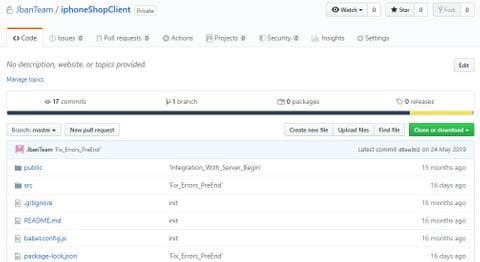 JbanTeam / iphoneShopClient Private
Watch 0 Star 0 Fork 0
Code Issues 0 Pull requests 0 Actions Projects 0 Security 0 Insights Settings
No description, website, or topics provided. Edit
Manage topics
17 commits 1 branch 0 packages 0 releases
Branch: master New pull request Create new file Upload files Find file Clone or download
JbanTeam 'Fix_Errors_PreEnd' Latest commit on 24 May 2019
public 'Integration_With_Server_Begin' 15 months ago
src 'Fix_Errors_PreEnd' 16 days ago
.gitignore init 16 months ago
README.md init 16 months ago
babel.config.js init 16 months ago
package-lock.json 'Fix_Errors_PreEnd' 16 days ago